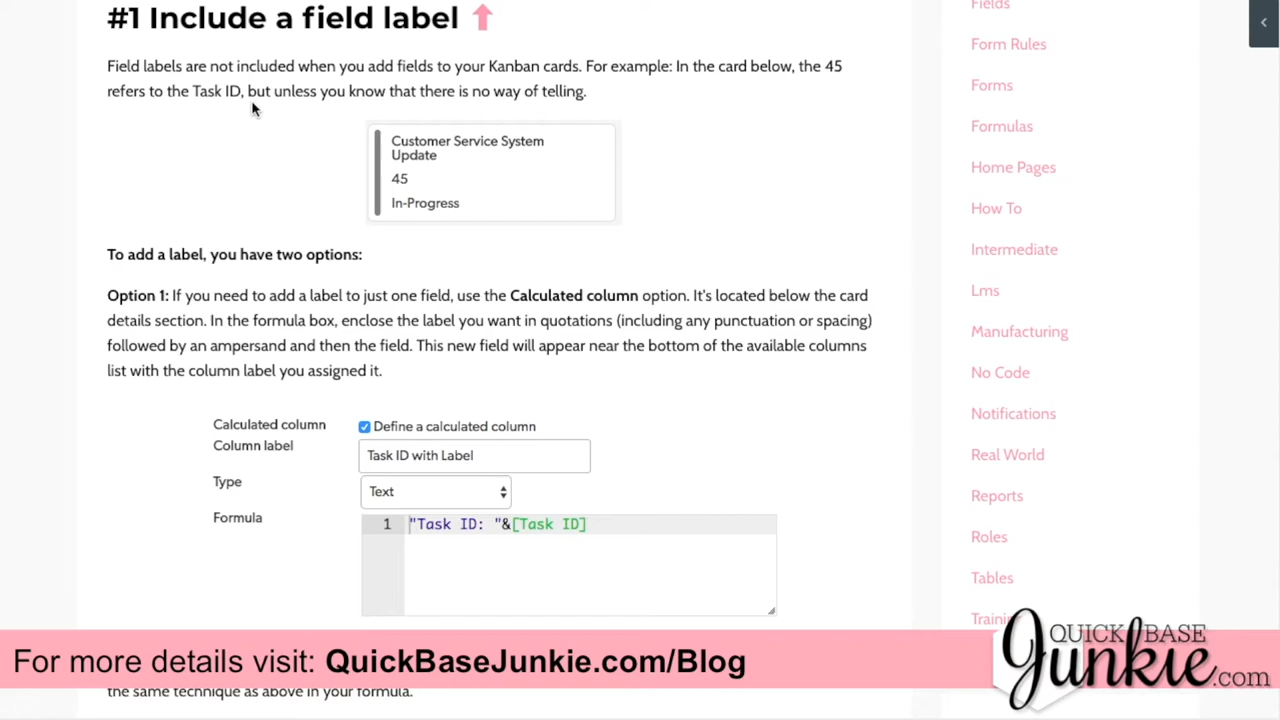 #1 Include a field label
Field labels are not included when you add fields to your Kanban cards. For example: In the card below, the 45
refers to the Task ID, but unless you know that there is no way of telling.
Customer Service System
Update
45
In-Progress
To add a label, you have two options:
Option 1: If you need to add a label to just one field, use the Calculated column option. It's located below the card
details section. In the formula box, enclose the label you want in quotations (including any punctuation or spacing)
followed by an ampersand and then the field. This new field will appear near the bottom of the available columns
list with the column label you assigned it.
Calculated column
Define a calculated column
Column label
Task ID with Label
Type
Text
Formula
1 "Task ID: "&[Task ID]
the same technique as above in your formula.
Fields
Form Rules
Forms
Formulas
Home Pages
How To
Intermediate
Lms
Manufacturing
No Code
Notifications
Real World
Reports
Roles
Tables
For more details visit: QuickBaseJunkie.com/Blog
QUICK BASE
Junkie.com